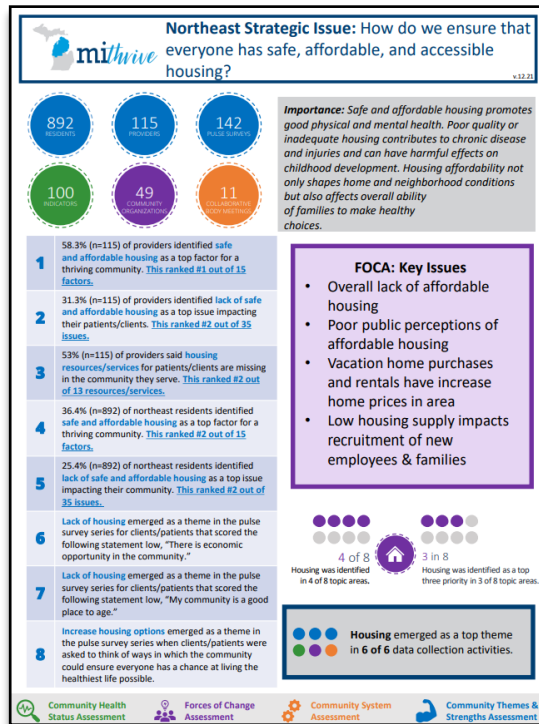 mithrive
Northeast Strategic Issue: How do we ensure that
everyone has safe, affordable, and accessible
housing?
v.12.21
892
RESIDENTS
115
PROVIDERS
142
PULSE SURVEYS
100
INDICATORS
49
COMMUNITY
ORGANIZATIONS
11
COLLABORATIVE
BODY MEETINGS
Importance: Safe and affordable housing promotes
good physical and mental health. Poor quality or
inadequate housing contributes to chronic disease
and injuries and can have harmful effects on
childhood development. Housing affordability not
only shapes home and neighborhood conditions
but also affects overall ability
of families to make healthy
choices.
1
58.3% (n=115) of providers identified safe
and affordable housing as a top factor for a
thriving community. This ranked #1 out of 15
factors.
2
31.3% (n=115) of providers identified lack of safe
and affordable housing as a top issue impacting
their patients/clients. This ranked #2 out of 35
issues.
3
53% (n=115) of providers said housing
resources/services for patients/clients are missing
in the community they serve. This ranked #2 out
of 13 resources/services.
4
36.4% (n=892) of northeast residents identified
safe and affordable housing as a top factor for a
thriving community. This ranked #2 out of 15
factors.
5
25.4% (n=892) of northeast residents identified
lack of safe and affordable housing as a top issue
impacting their community. This ranked #2 out of
35 issues.
6
Lack of housing emerged as a theme in the pulse
survey series for clients/patients that scored the
following statement low, "There is economic
opportunity in the community."
7
Lack of housing emerged as a theme in the pulse
survey series for clients/patients that scored the
following statement low, "My community is a good
place to age."
8
Increase housing options emerged as a theme in
the pulse survey series when clients/patients were
asked to think of ways in which the community
could ensure everyone has a chance at living the
healthiest life possible.
FOCA: Key Issues
• Overall lack of affordable
housing
• Poor public perceptions of
affordable housing
• Vacation home purchases
and rentals have increase
home prices in area
• Low housing supply impacts
recruitment of new
employees & families
4 of 8
Housing was identified
in 4 of 8 topic areas.
3 in 8
Housing was identified as a top
three priority in 3 of 8 topic areas.
Housing emerged as a top theme
in 6 of 6 data collection activities.
Community Health
Status Assessment
Forces of Change
Assessment
Community System
Assessment
Community Themes &
Strengths Assessment